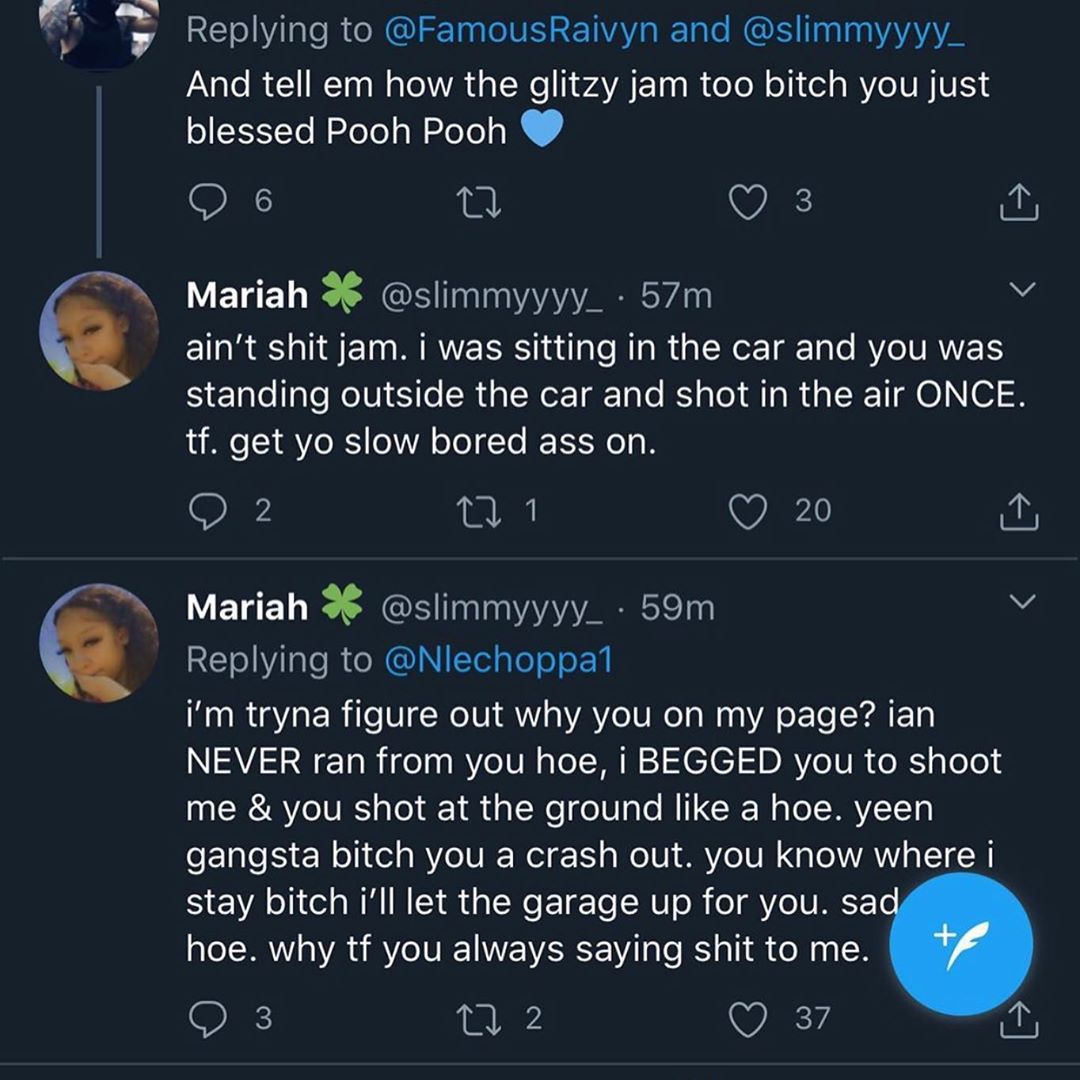 Replying to @FamousRaivyn and @slimmyyyy_
And tell em how the glitzy jam too bitch you just
blessed Pooh Pooh 💙
6 3
Mariah 🍀 @slimmyyyy_ · 57m
ain’t shit jam. i was sitting in the car and you was
standing outside the car and shot in the air ONCE.
tf. get yo slow bored ass on.
2 1 20
Mariah 🍀 @slimmyyyy_ · 59m
Replying to @Nlechoppa1
i’m tryna figure out why you on my page? ian
NEVER ran from you hoe, i BEGGED you to shoot
me & you shot at the ground like a hoe. yeen
gangsta bitch you a crash out. you know where i
stay bitch i’ll let the garage up for you. sad
hoe. why tf you always saying shit to me.
3 2 37